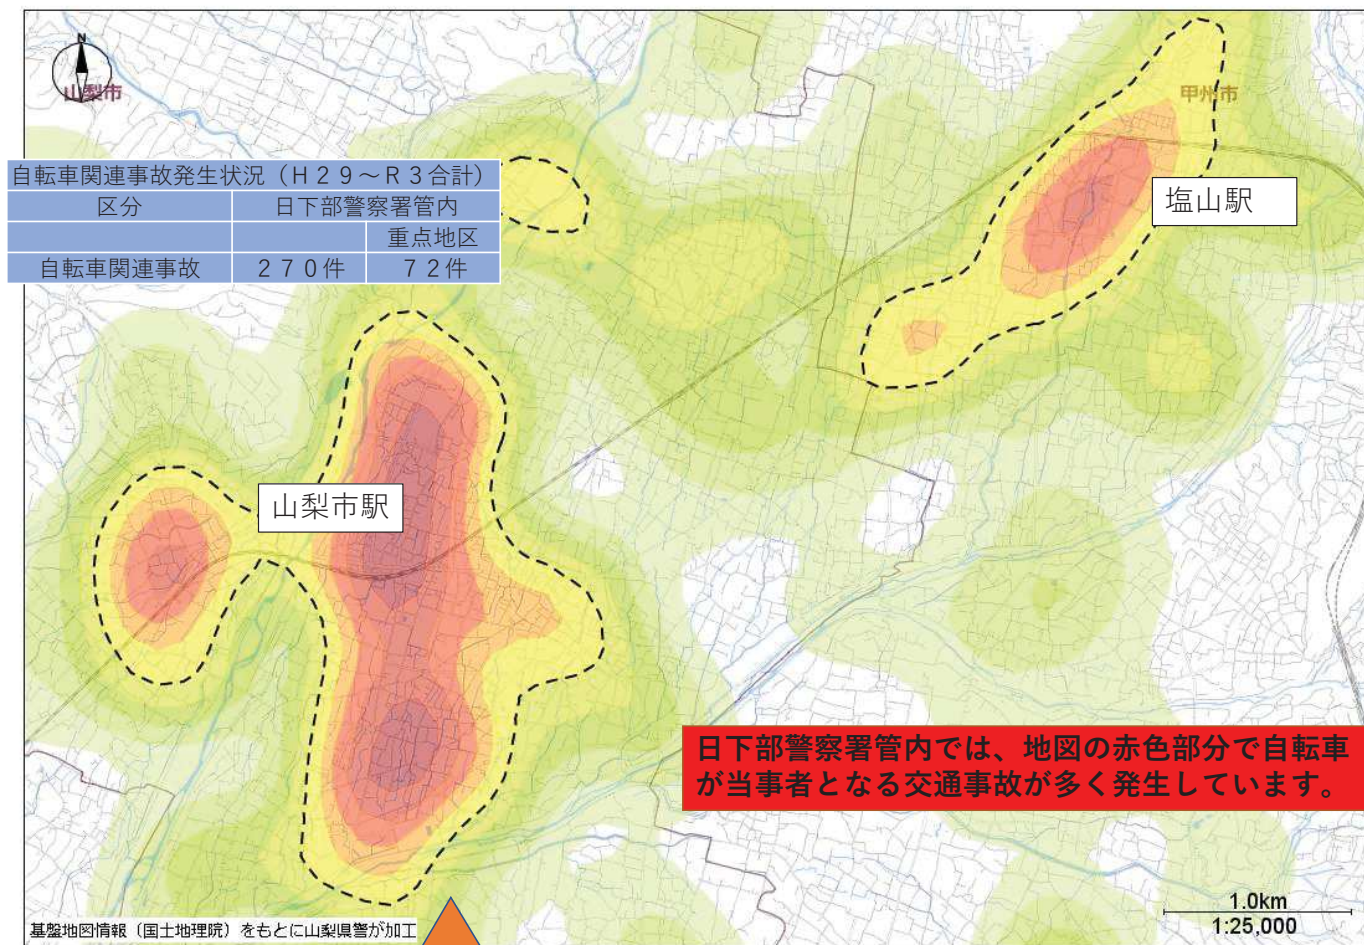 N
山梨市
甲州市
自転車関連事故発生状況（Ｈ２９～Ｒ３合計）
区分 日下部警察署管内
重点地区
自転車関連事故 ２７０件 ７２件
塩山駅
山梨市駅
日下部警察署管内では、地図の赤色部分で自転車
が当事者となる交通事故が多く発生しています。
1.0km
1:25,000
基盤地図情報（国土地理院）をもとに山梨県警が加工